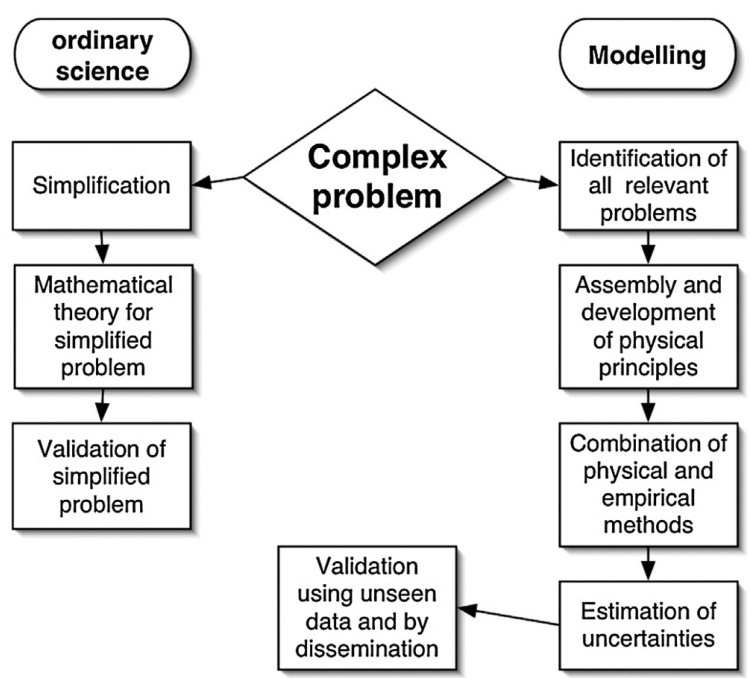 ordinary
science
Modelling
Complex
problem
Simplification
Mathematical
theory for
simplified
problem
Validation of
simplified
problem
Identification of
all relevant
problems
Assembly and
development
of physical
principles
Combination of
physical and
empirical
methods
Estimation of
uncertainties
Validation
using unseen
data and by
dissemination